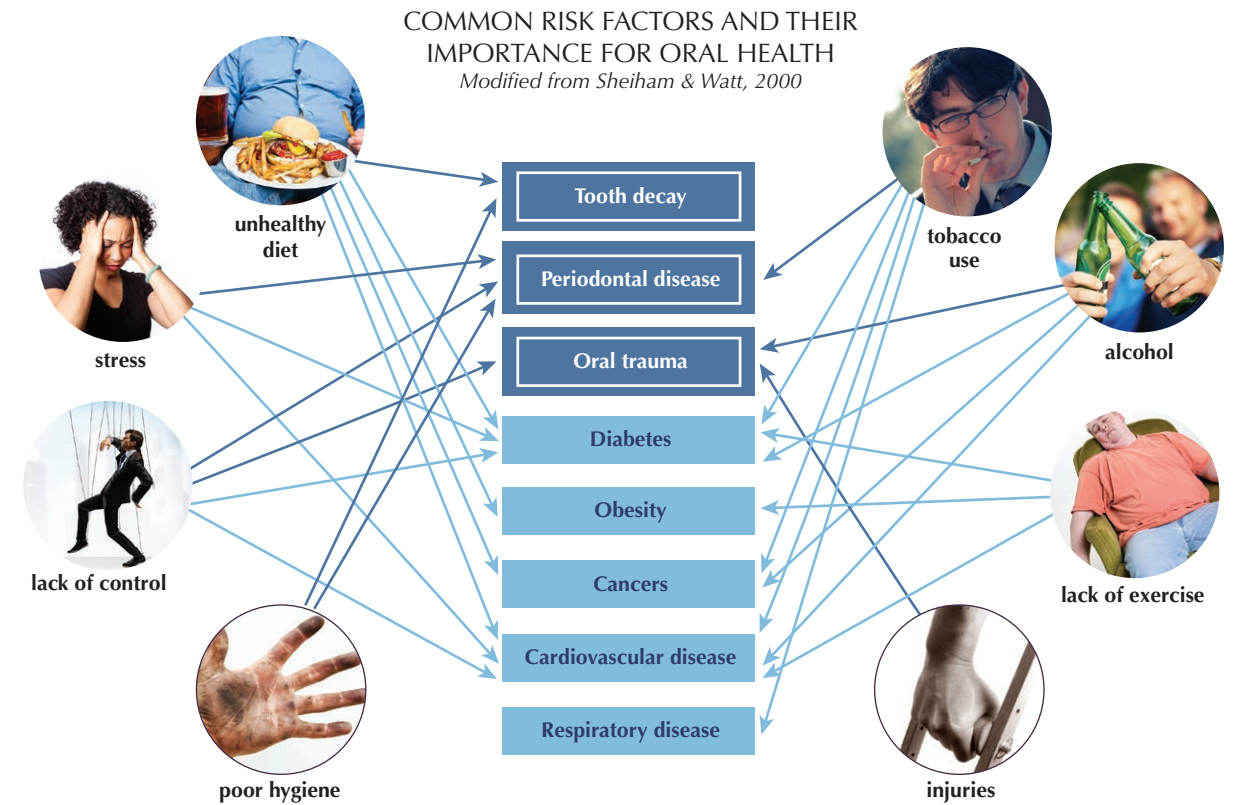 COMMON RISK FACTORS AND THEIR
IMPORTANCE FOR ORAL HEALTH
Modified from Sheiham & Watt, 2000
unhealthy
diet
stress
lack of control
poor hygiene
Tooth decay
Periodontal disease
Oral trauma
Diabetes
Obesity
Cancers
Cardiovascular disease
Respiratory disease
tobacco
use
alcohol
lack of exercise
injuries